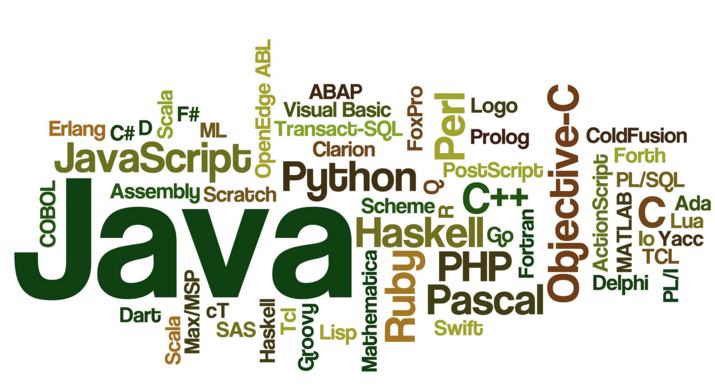 OpenEdge ABL
ABAP
FoxPro
Perl
Logo
Objective-C
Scala
F#
Visual Basic
Erlang
C#
D
ML
Transact-SQL
Prolog
ColdFusion
JavaScript
Clarion
PostScript
Forth
Python
Q
ActionScript
PL/SQL
COBOL
Assembly
Scratch
Scheme
R
C++
MATLAB
C
Ada
Lua
Java
Haskell
Go
Fortran
Io
Yacc
TCL
Mathematica
Ruby
PHP
Delphi
PL/I
Pascal
Dart
Scala
Max/MSP
cT
SAS
Haskell
Tcl
Groovy
Lisp
Swift